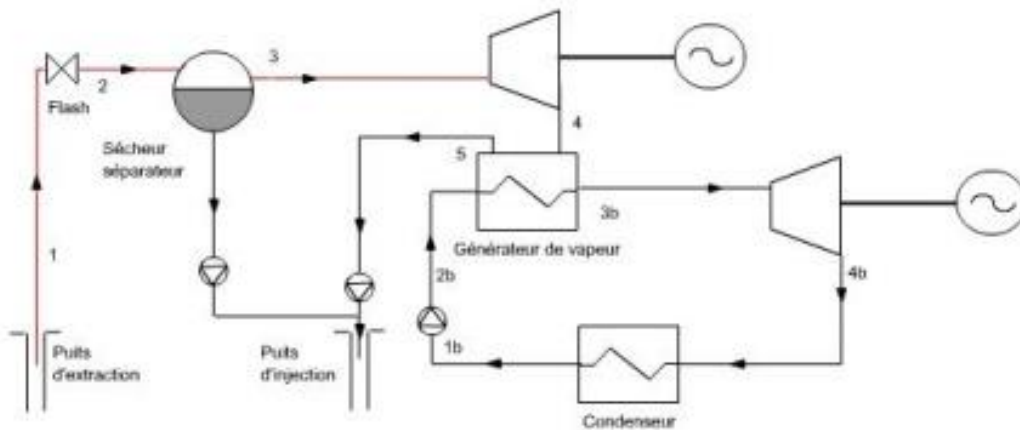 3
2
Flash
Sécheur
séparateur
4
5
3b
Générateur de vapeur
1
2b
4b
1b
Puits
d'extraction
Puits
d'injection
Condenseur